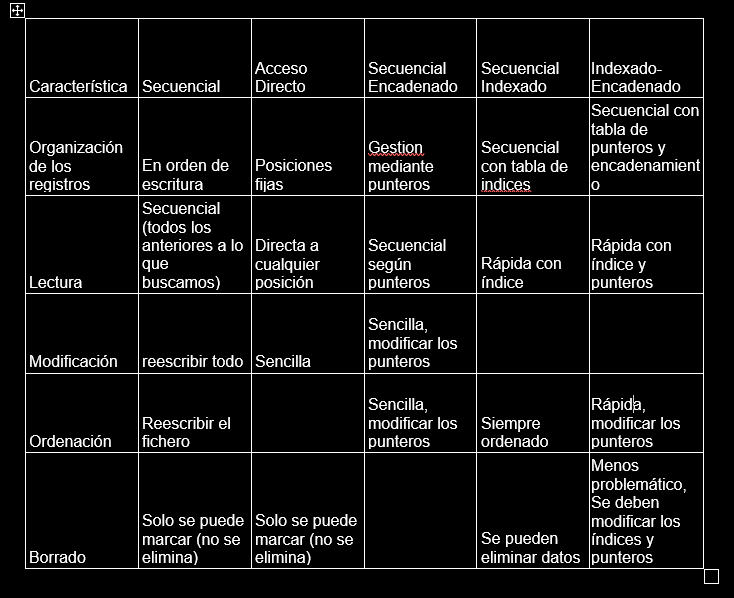 Característica
Secuencial
Acceso
Directo
Secuencial
Encadenado
Secuencial
Indexado
Indexado-
Encadenado
Organización
de los
registros
En orden de
escritura
Posiciones
fijas
Gestion
mediante
punteros
Secuencial
con tabla de
indices
Secuencial con
tabla de
punteros y
encadenamient
o
Lectura
Secuencial
(todos los
anteriores a lo
que
buscamos)
Directa a
cualquier
posición
Secuencial
según
punteros
Rápida con
índice
Rápida con
índice y
punteros
Modificación
reescribir todo
Sencilla
Sencilla,
modificar los
punteros
Ordenación
Reescribir el
fichero
Sencilla,
modificar los
punteros
Siempre
ordenado
Rápida,
modificar los
punteros
Borrado
Solo se puede
marcar (no se
elimina)
Solo se puede
marcar (no se
elimina)
Se pueden
eliminar datos
Menos
problemático,
Se deben
modificar los
índices y
punteros